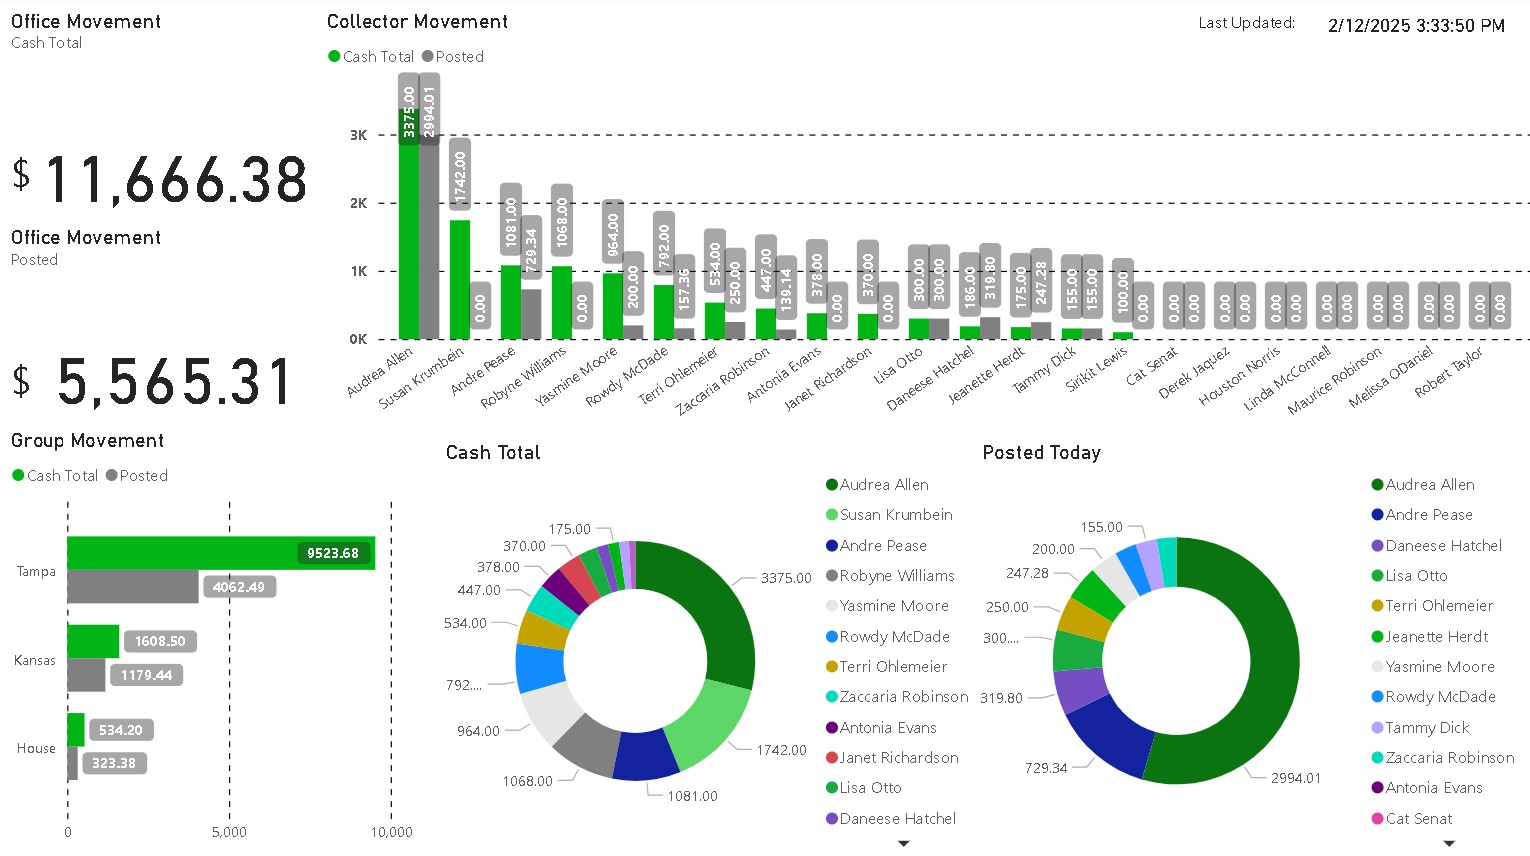 Office Movement
Cash Total
$ 11,666.38
Office Movement
Posted
$ 5,565.31
Collector Movement
Cash Total Posted
Last Updated: 2/12/2025 3:33:50 PM
3K
2K
1K
0K
3375.00 2994.01
1742.00 0.00
1081.00 729.34
1068.00 0.00
964.00 200.00
792.00 157.36
534.00 250.00
447.00 139.14
378.00 0.00
370.00 0.00
300.00 300.00
186.00 319.80
175.00 247.28
155.00 155.00
100.00 0.00
0.00 0.00
0.00 0.00
0.00 0.00
0.00 0.00
0.00 0.00
0.00 0.00
0.00 0.00
Audrea Allen
Susan Krumbein
Andre Pease
Robyne Williams
Yasmine Moore
Rowdy McDade
Terri Ohlemeier
Zaccaria Robinson
Antonia Evans
Janet Richardson
Lisa Otto
Daneese Hatchel
Jeanette Herdt
Tammy Dick
Sirikit Lewis
Cat Senat
Derek Jaquez
Houston Norris
Linda McConnell
Maurice Robinson
Melissa ODaniel
Robert Taylor
Group Movement
Cash Total Posted
Tampa
9523.68
4062.49
Kansas
1608.50
1179.44
House
534.20
323.38
0 5,000 10,000
Cash Total
175.00
370.00
378.00
447.00
534.00
792....
964.00
1068.00
1081.00
1742.00
3375.00
Audrea Allen
Susan Krumbein
Andre Pease
Robyne Williams
Yasmine Moore
Rowdy McDade
Terri Ohlemeier
Zaccaria Robinson
Antonia Evans
Janet Richardson
Lisa Otto
Daneese Hatchel
Posted Today
155.00
200.00
247.28
250.00
300....
319.80
729.34
2994.01
Audrea Allen
Andre Pease
Daneese Hatchel
Lisa Otto
Terri Ohlemeier
Jeanette Herdt
Yasmine Moore
Rowdy McDade
Tammy Dick
Zaccaria Robinson
Antonia Evans
Cat Senat